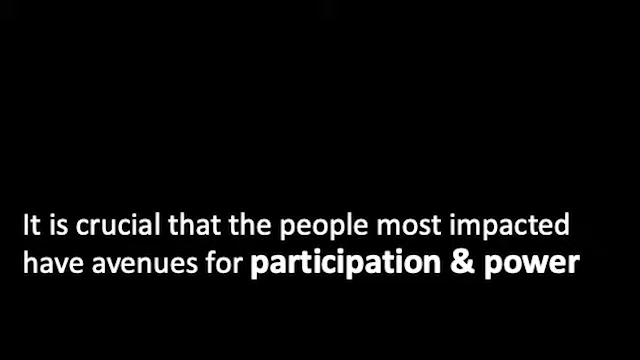 It is crucial that the people most impacted
have avenues for participation & power